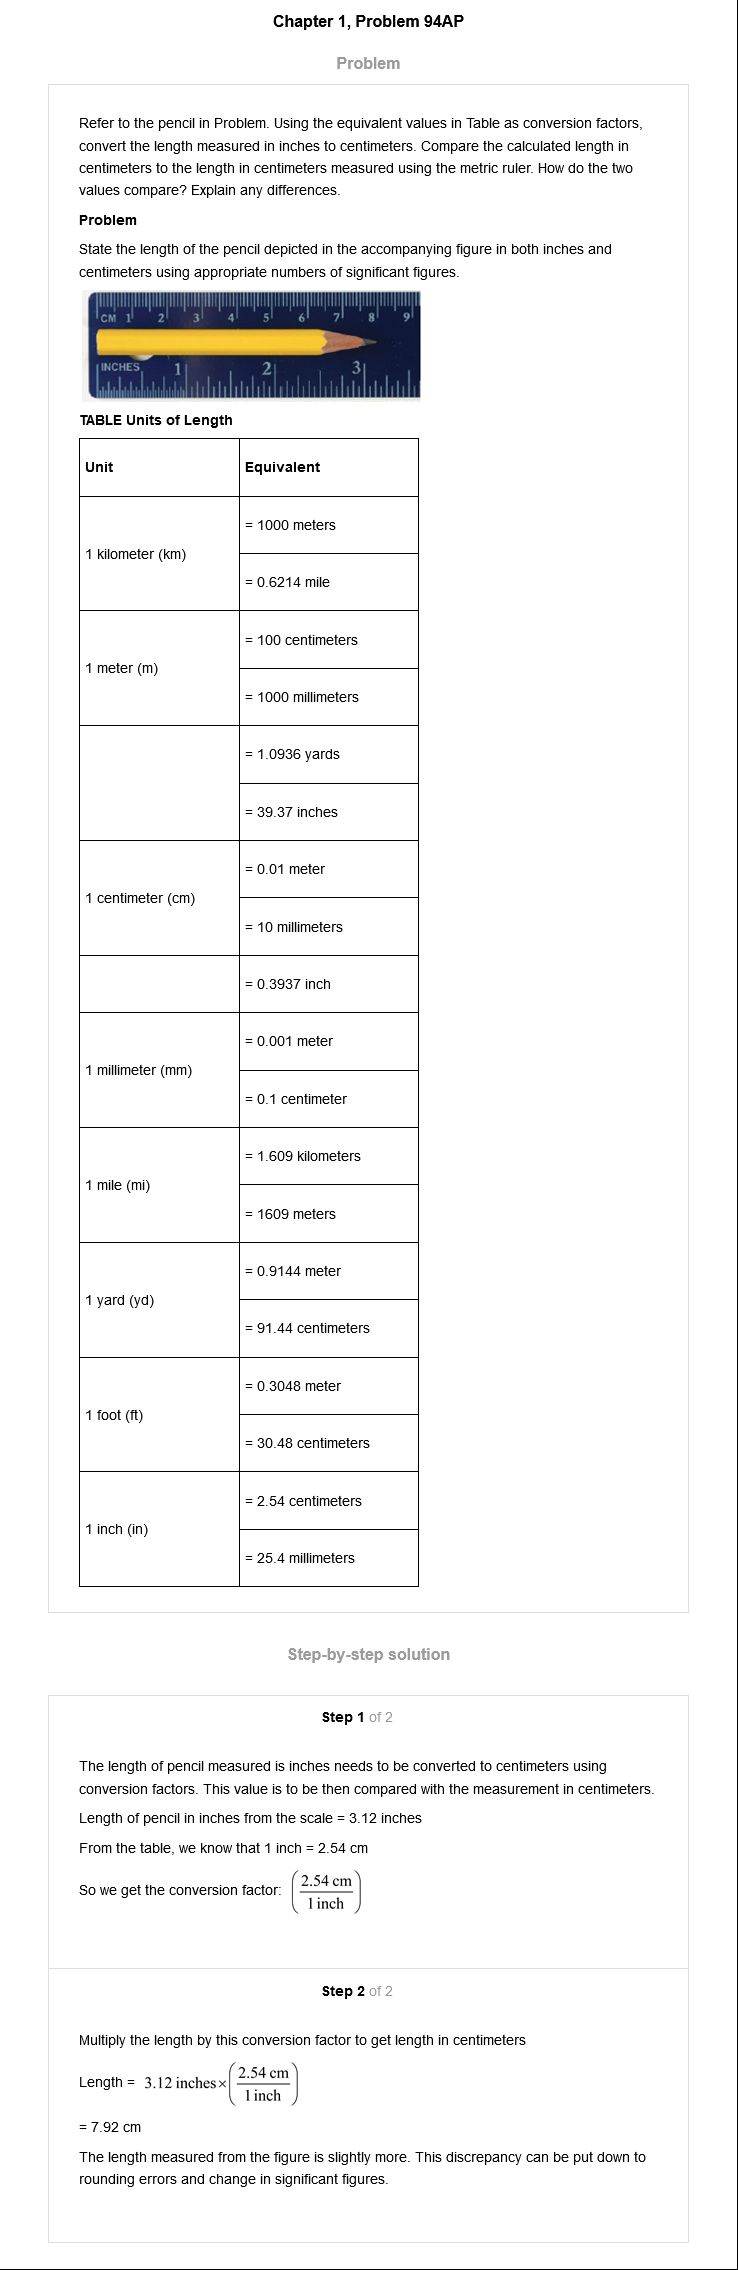 Chapter 1, Problem 94AP
Problem
Refer to the pencil in Problem. Using the equivalent values in Table as conversion factors,
convert the length measured in inches to centimeters. Compare the calculated length in
centimeters to the length in centimeters measured using the metric ruler. How do the two
values compare? Explain any differences.
Problem
State the length of the pencil depicted in the accompanying figure in both inches and
centimeters using appropriate numbers of significant figures.
CM 1 2 3 4 5 6 7 8 9
INCHES 1 2 3
TABLE Units of Length
Unit Equivalent
1 kilometer (km) = 1000 meters
= 0.6214 mile
1 meter (m) = 100 centimeters
= 1000 millimeters
= 1.0936 yards
= 39.37 inches
1 centimeter (cm) = 0.01 meter
= 10 millimeters
= 0.3937 inch
1 millimeter (mm) = 0.001 meter
= 0.1 centimeter
1 mile (mi) = 1.609 kilometers
= 1609 meters
1 yard (yd) = 0.9144 meter
= 91.44 centimeters
1 foot (ft) = 0.3048 meter
= 30.48 centimeters
1 inch (in) = 2.54 centimeters
= 25.4 millimeters
Step-by-step solution
Step 1 of 2
The length of pencil measured is inches needs to be converted to centimeters using
conversion factors. This value is to be then compared with the measurement in centimeters.
Length of pencil in inches from the scale = 3.12 inches
From the table, we know that 1 inch = 2.54 cm
So we get the conversion factor: (2.54 cm / 1 inch)
Step 2 of 2
Multiply the length by this conversion factor to get length in centimeters
Length = 3.12 inches × (2.54 cm / 1 inch)
= 7.92 cm
The length measured from the figure is slightly more. This discrepancy can be put down to
rounding errors and change in significant figures.